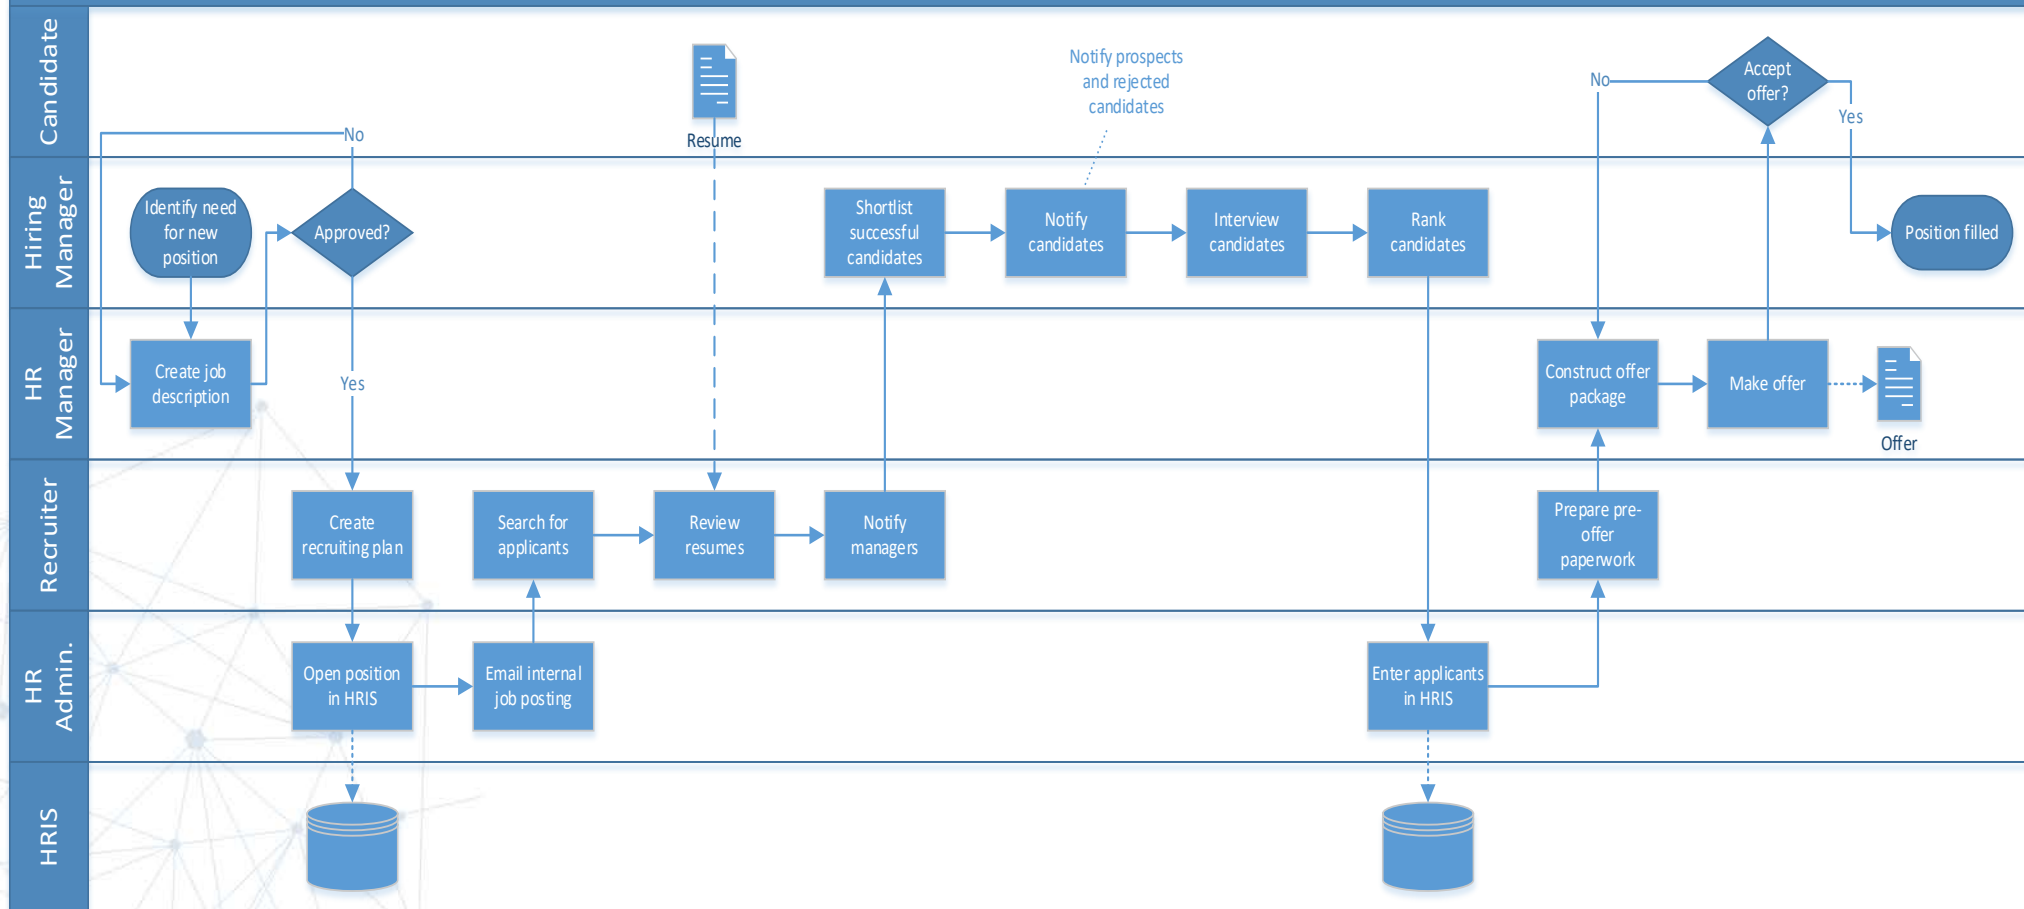 Candidate
No
Resume
Notify prospects
and rejected
candidates
No
Accept
offer?
Yes
Hiring
Manager
Identify need
for new
position
Approved?
Shortlist
successful
candidates
Notify
candidates
Interview
candidates
Rank
candidates
Position filled
HR
Manager
Create job
description
Yes
Construct offer
package
Make offer
Offer
Recruiter
Create
recruiting plan
Search for
applicants
Review
resumes
Notify
managers
Prepare pre-
offer
paperwork
HR
Admin.
Open position
in HRIS
Email internal
job posting
Enter applicants
in HRIS
HRIS